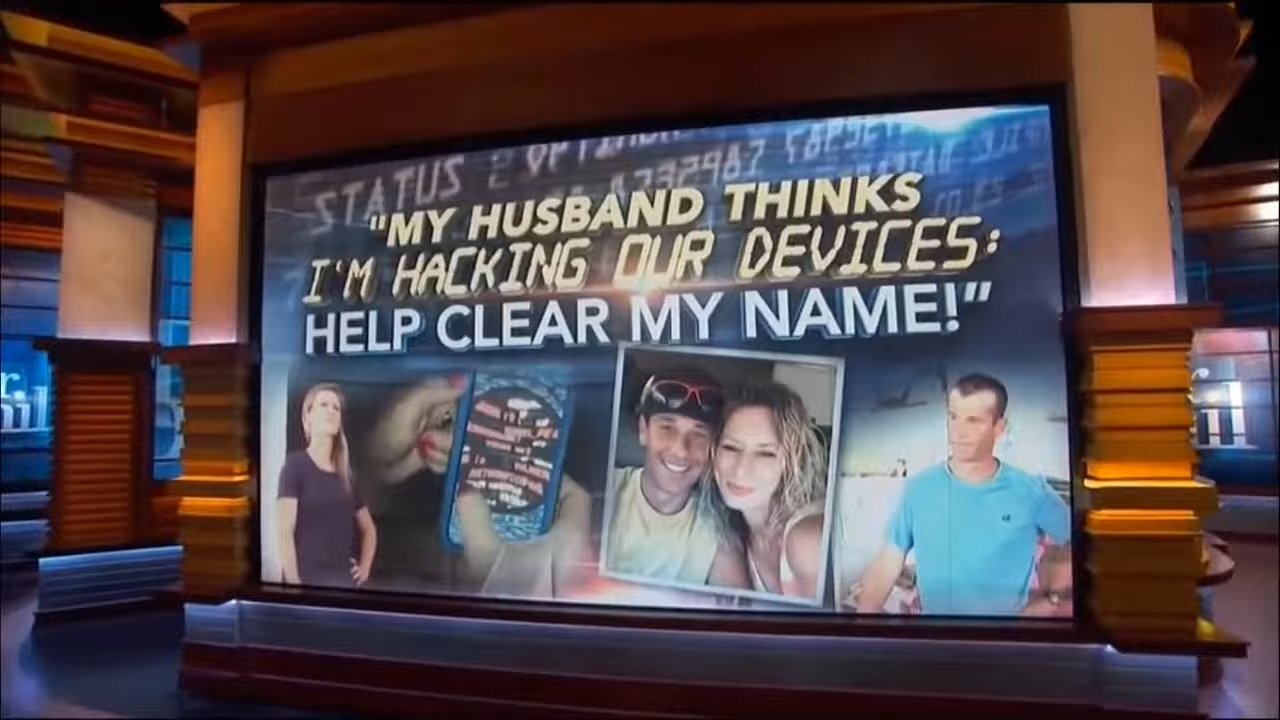 STATUS
"MY HUSBAND THINKS
I'M HACKING OUR DEVICES:
HELP CLEAR MY NAME!"